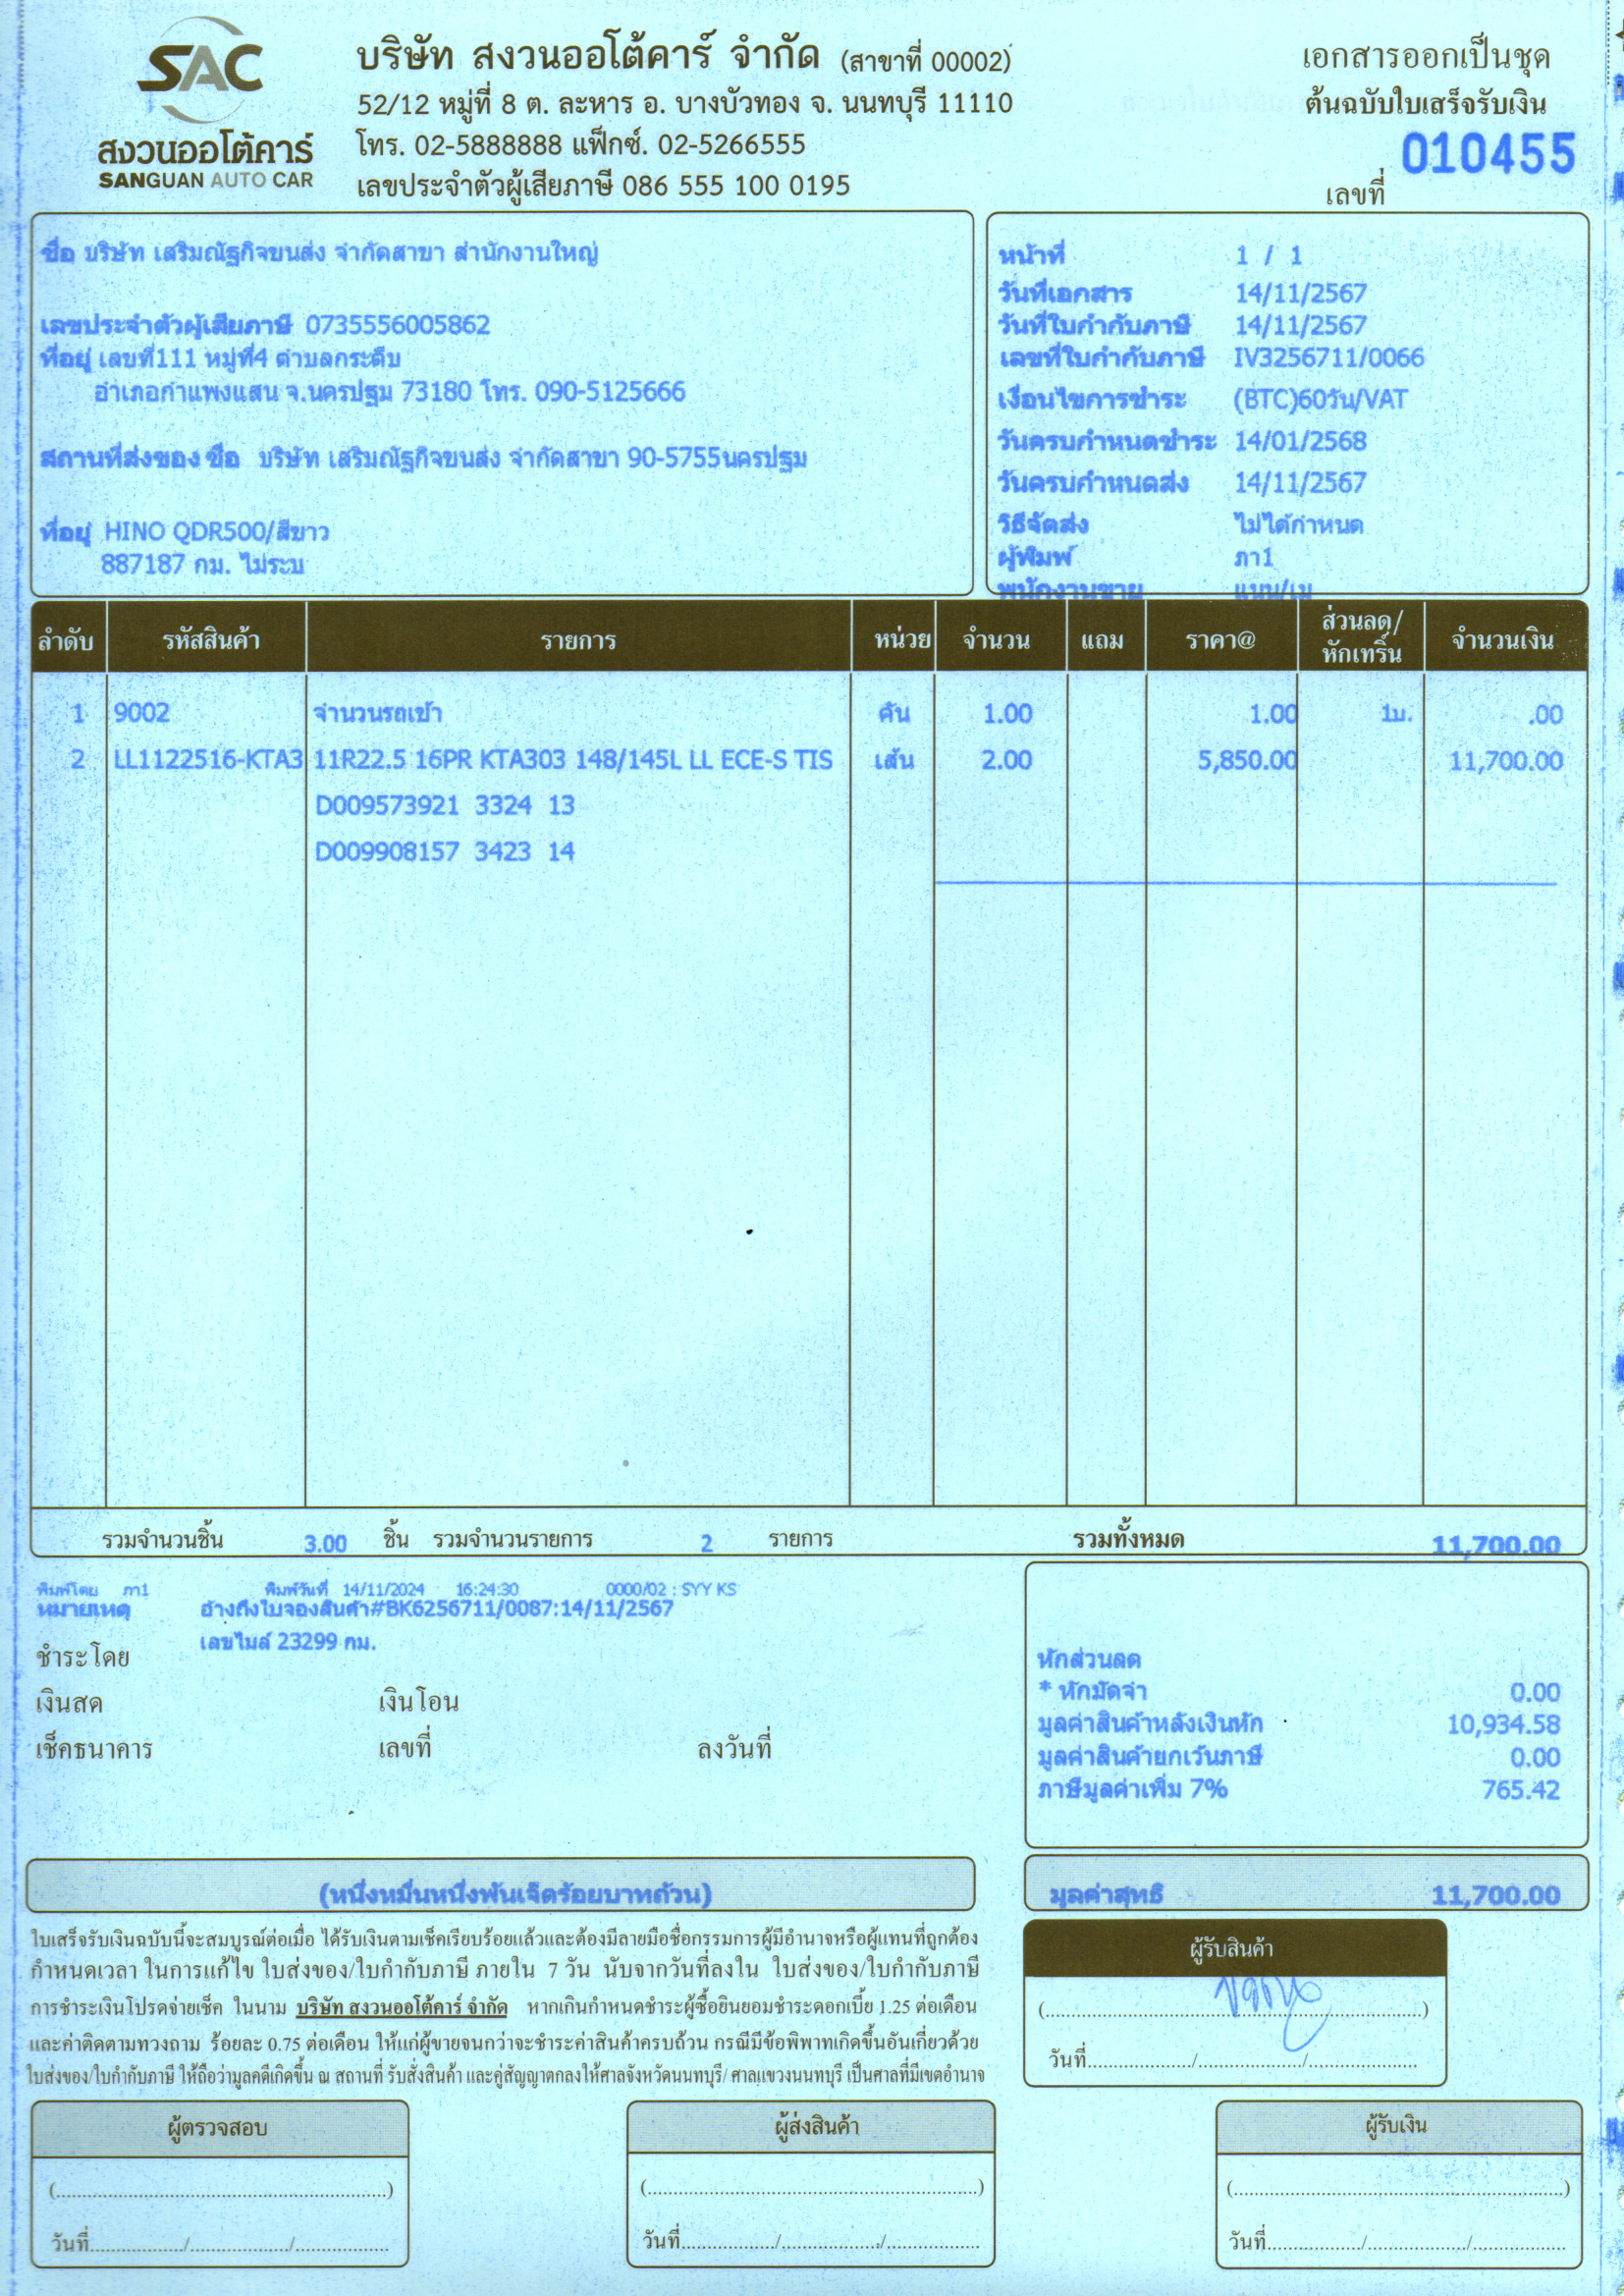 SAC
สงวนออโต้คาร์
SANGUAN AUTO CAR
บริษัท สงวนออโต้คาร์ จำกัด (สาขาที่ 00002)
52/12 หมู่ที่ 8 ต. ละหาร อ. บางบัวทอง จ. นนทบุรี 11110
โทร. 02-5888888 แฟ็กซ์. 02-5266555
เลขประจำตัวผู้เสียภาษี 086 555 100 0195
เอกสารออกเป็นชุด
ต้นฉบับใบเสร็จรับเงิน
เลขที่ 010455
ชื่อ บริษัท เสริมณัฐกิจขนส่ง จำกัดสาขา สำนักงานใหญ่
เลขประจำตัวผู้เสียภาษี 0735556005862
ที่อยู่ เลขที่111 หมู่ที่4 ตำบลกระตีบ
อำเภอกำแพงแสน จ.นครปฐม 73180 โทร. 090-5125666
สถานที่ส่งของ ชื่อ บริษัท เสริมณัฐกิจขนส่ง จำกัดสาขา 90-5755นครปฐม
ที่อยู่ HINO QDR500/สีขาว
887187 กม. ไม่ระบุ
หน้าที่ 1 / 1
วันที่เอกสาร 14/11/2567
วันที่ใบกำกับภาษี 14/11/2567
เลขที่ใบกำกับภาษี IV3256711/0066
เงื่อนไขการชำระ (BTC)60วัน/VAT
วันครบกำหนดชำระ 14/01/2568
วันครบกำหนดส่ง 14/11/2567
วิธีจัดส่ง ไม่ได้กำหนด
ผู้พิมพ์ ภา1
พนักงานขาย
ลำดับ รหัสสินค้า รายการ หน่วย จำนวน แถม ราคา@ ส่วนลด/หักเทริ์น จำนวนเงิน
1 9002 จำนวนรถเข้า คัน 1.00 1.00 1บ. .00
2 LL1122516-KTA3 11R22.5 16PR KTA303 148/145L LL ECE-S TIS เส้น 2.00 5,850.00 11,700.00
D009573921 3324 13
D009908157 3423 14
รวมจำนวนชิ้น 3.00 ชิ้น รวมจำนวนรายการ 2 รายการ รวมทั้งหมด 11,700.00
พิมพ์โดย ภา1 พิมพ์วันที่ 14/11/2024 16:24:30 0000/02 : SYY KS
หมายเหตุ อ้างถึงใบจองสินค้า#BK6256711/0087:14/11/2567
เลขไมล์ 23299 กม.
ชำระโดย
เงินสด เงินโอน
เช็คธนาคาร เลขที่ ลงวันที่
หักส่วนลด
* หักมัดจำ 0.00
มูลค่าสินค้าหลังเงินหัก 10,934.58
มูลค่าสินค้ายกเว้นภาษี 0.00
ภาษีมูลค่าเพิ่ม 7% 765.42
(หนึ่งหมื่นหนึ่งพันเจ็ดร้อยบาทถ้วน)
มูลค่าสุทธิ 11,700.00
ใบเสร็จรับเงินฉบับนี้จะสมบูรณ์ต่อเมื่อ ได้รับเงินตามเช็คเรียบร้อยแล้วและต้องมีลายมือชื่อกรรมการผู้มีอำนาจหรือผู้แทนที่ถูกต้อง
กำหนดเวลา ในการแก้ไข ใบส่งของ/ใบกำกับภาษี ภายใน 7 วัน นับจากวันที่ลงใน ใบส่งของ/ใบกำกับภาษี
การชำระเงินโปรดจ่ายเช็ค ในนาม บริษัท สงวนออโต้คาร์ จำกัด หากเกินกำหนดชำระผู้ซื้อยินยอมชำระดอกเบี้ย 1.25 ต่อเดือน
และค่าติดตามทวงถาม ร้อยละ 0.75 ต่อเดือน ให้แก่ผู้ขายจนกว่าจะชำระค่าสินค้าครบถ้วน กรณีมีข้อพิพาทเกิดขึ้นอันเกี่ยวด้วย
ใบส่งของ/ใบกำกับภาษี ให้ถือว่ามูลคดีเกิดขึ้น ณ สถานที่ รับสั่งสินค้า และคู่สัญญาตกลงให้ศาลจังหวัดนนทบุรี/ ศาลแขวงนนทบุรี เป็นศาลที่มีเขตอำนาจ
ผู้รับสินค้า
(........................)
วันที่........../........../..........
ผู้ตรวจสอบ ผู้ส่งสินค้า ผู้รับเงิน
(........................) (........................) (........................)
วันที่........../........../.......... วันที่........../........../.......... วันที่........../........../..........